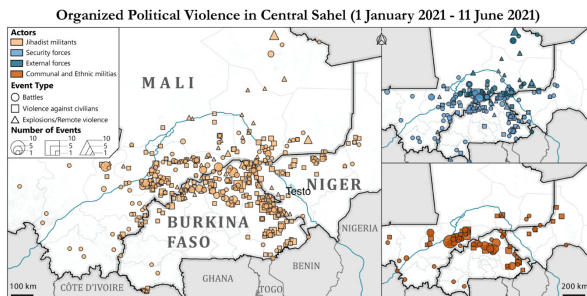 Organized Political Violence in Central Sahel (1 January 2021 - 11 June 2021)
Actors
Jihadist militants
Security forces
External forces
Communal and Ethnic militias
Event Type
Battles
Violence against civilians
Explosions/Remote violence
Number of Events
10 10 10
5 5 5
1 1 1
MALI
NIGER
Testo
BURKINA
FASO
NIGERIA
BENIN
GHANA
TOGO
CÔTE D'IVOIRE
100 km
200 km